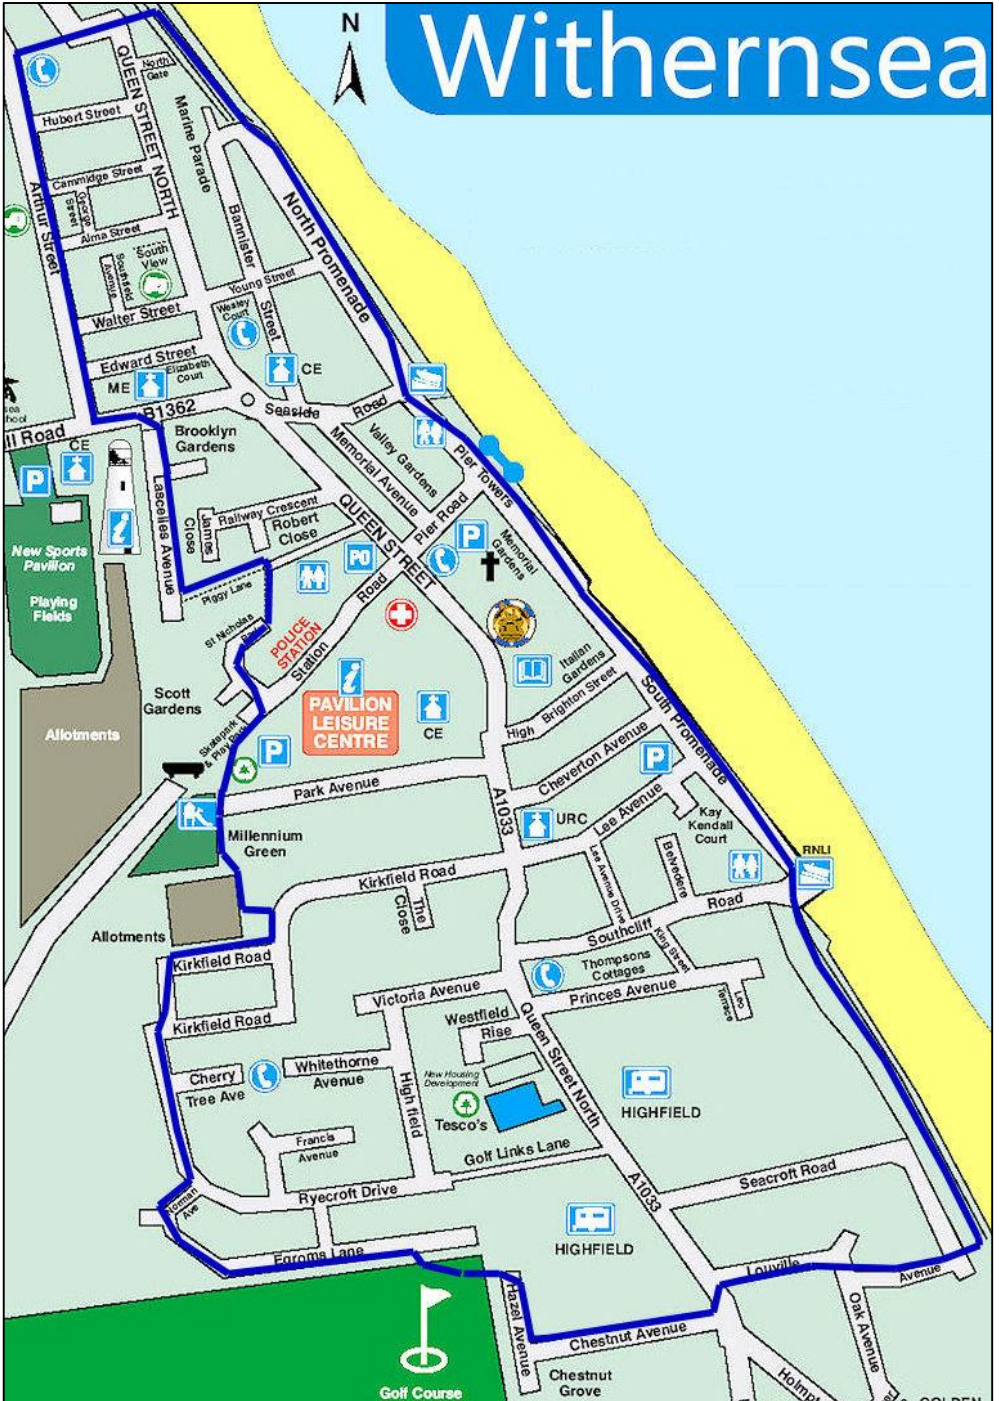 N
Withernsea
North
Gate
QUEEN STREET NORTH
Hubert Street
Marine Parade
Cammidge Street
George
Street
Arthur Street
Alma Street
South
View
Southfield
Avenue
Bannister
Street
North Promenade
Young Street
Walter Street
Wesley
Court
Edward Street
Elizabeth
Court
ME
CE
B1362
Seaside
Road
Brooklyn
Gardens
CE
P
Valley Gardens
Memorial Avenue
Pier Towers
Lascelles Avenue
James
Close
Railway Crescent
Robert
Close
QUEEN STREET
Pier Road
P
Memorial
Gardens
PO
New Sports
Pavilion
Playing
Fields
Piggy Lane
St Nicholas
POLICE
STATION
Station
Road
i
i
Italian
Gardens
Scott
Gardens
PAVILION
LEISURE
CENTRE
CE
High
Brighton Street
South Promenade
Allotments
Skatepark
& Play Park
P
P
Park Avenue
Cheverton Avenue
A1033
URC
Lee Avenue
Kay
Kendall
Court
Millennium
Green
RNLI
Kirkfield Road
Lee Avenue Drive
Belvedere
The
Close
Southcliff
Road
Allotments
Kirkfield Road
King Street
Thompsons
Cottages
Victoria Avenue
Princes Avenue
Leo
Terrace
Kirkfield Road
Westfield
Rise
Queen Street North
Whitethorne
Avenue
Cherry
Tree Ave
High field
New Housing
Development
Tesco's
HIGHFIELD
Francis
Avenue
Golf Links Lane
Seacroft Road
A1033
Ryecroft Drive
Norman
Ave
HIGHFIELD
Egroms Lane
Louville
Avenue
Hazel Avenue
Oak Avenue
Chestnut Avenue
Chestnut
Grove
Golf Course